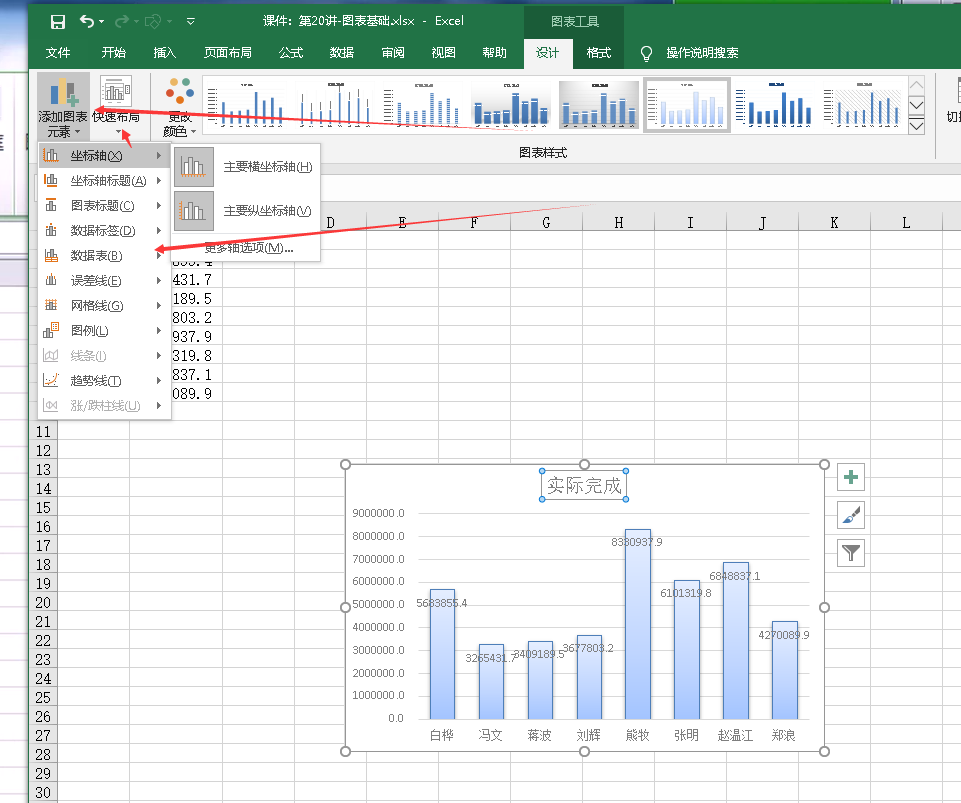 课件：第20讲-图表基础.xlsx - Excel
图表工具
文件 开始 插入 页面布局 公式 数据 审阅 视图 帮助 设计 格式 操作说明搜索
添加图表元素
快速布局
更改颜色
图表样式
坐标轴(X)
坐标轴标题(A)
图表标题(C)
数据标签(D)
数据表(B)
误差线(E)
网格线(G)
图例(L)
线条(I)
趋势线(T)
涨/跌柱线(U)
主要横坐标轴(H)
主要纵坐标轴(V)
更多轴选项(M)...
D E F G H I J K L
431.7
189.5
803.2
937.9
319.8
837.1
089.9
11
12
13
14
15
16
17
18
19
20
21
22
23
24
25
26
27
28
29
30
实际完成
9000000.0
8000000.0
7000000.0
6000000.0
5000000.0
4000000.0
3000000.0
2000000.0
1000000.0
0.0
5683855.4
3265431.7
3409189.5
3677803.2
8330937.9
6101319.8
6848837.1
4270089.9
白桦 冯文 蒋波 刘辉 熊牧 张明 赵温江 郑浪